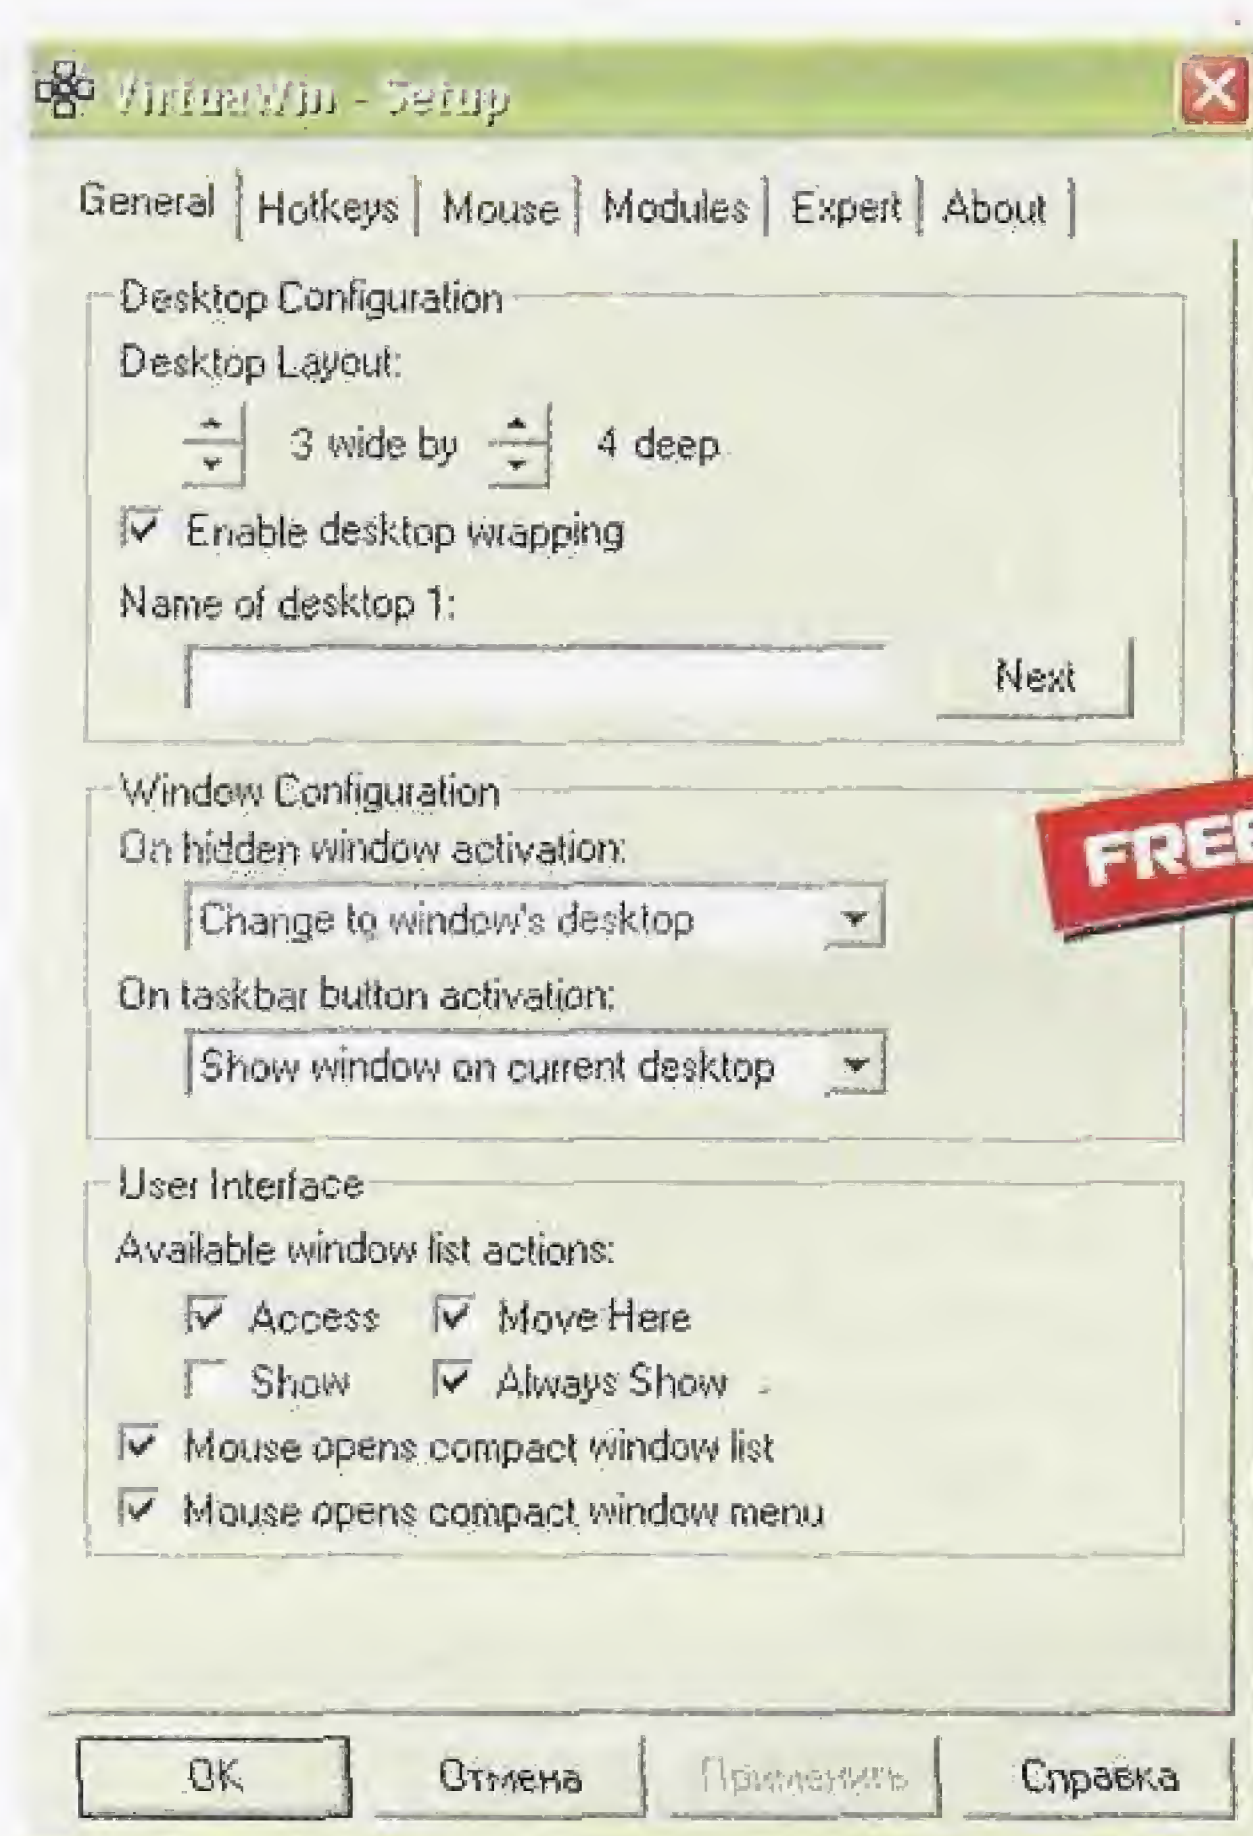 VirtuaWin - Setup
General Hotkeys Mouse Modules Expert About
Desktop Configuration
Desktop Layout:
3 wide by 4 deep
Enable desktop wrapping
Name of desktop 1:
Next
Window Configuration
On hidden window activation:
FREE
Change to window's desktop
On taskbar button activation:
Show window on current desktop
User Interface
Available window list actions:
Access Move Here
Show Always Show
Mouse opens compact window list
Mouse opens compact window menu
OK Отмена Применить Справка